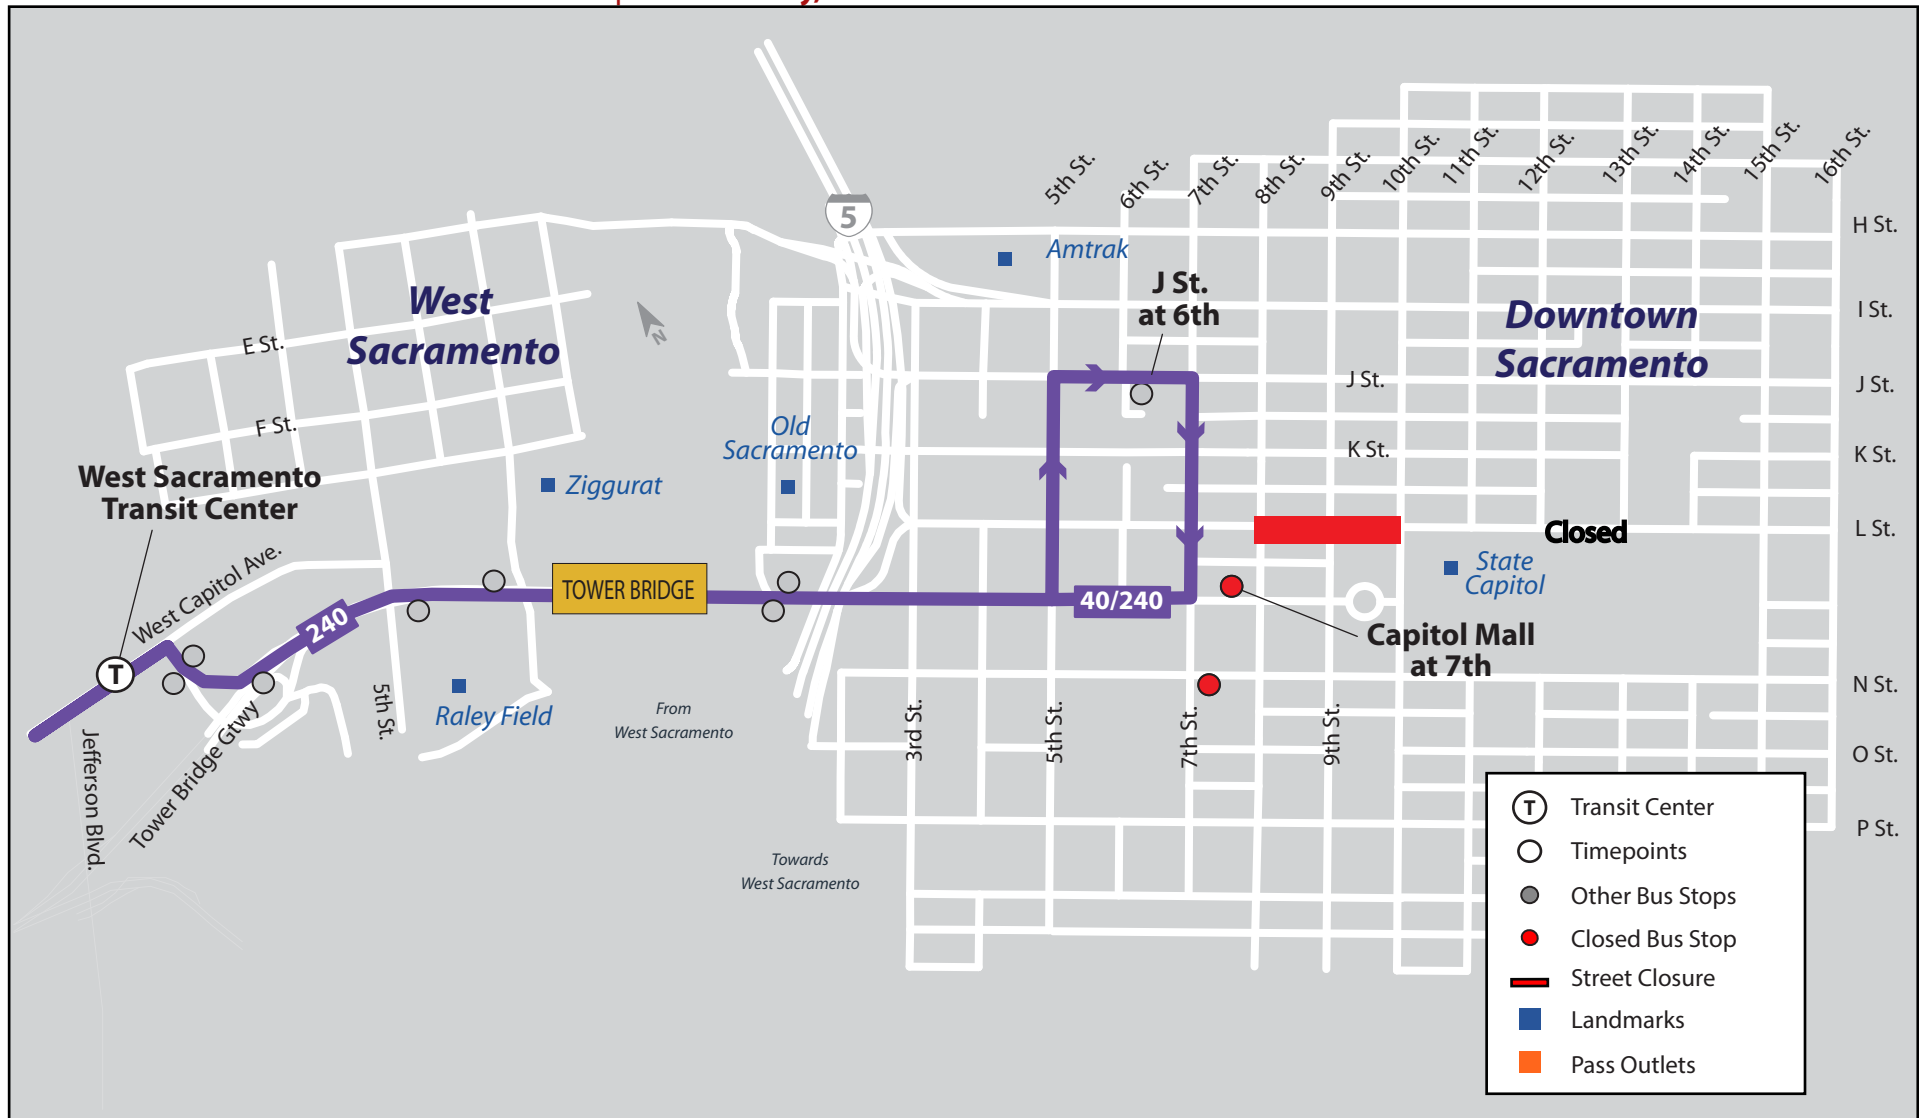 5th St.
6th St.
7th St.
8th St.
9th St.
10th St.
11th St.
12th St.
13th St.
14th St.
15th St.
16th St.
H St.
5
Amtrak
J St.
at 6th
I St.
West
Sacramento
Downtown
Sacramento
N
E St.
J St.
J St.
F St.
Old
Sacramento
K St.
K St.
West Sacramento
Transit Center
Ziggurat
Closed
L St.
State
Capitol
West Capitol Ave.
TOWER BRIDGE
40/240
240
Capitol Mall
at 7th
T
N St.
5th St.
Raley Field
From
West Sacramento
3rd St.
5th St.
7th St.
9th St.
Jefferson Blvd.
Tower Bridge Gtwy
O St.
P St.
Towards
West Sacramento
T Transit Center
Timepoints
Other Bus Stops
Closed Bus Stop
Street Closure
Landmarks
Pass Outlets